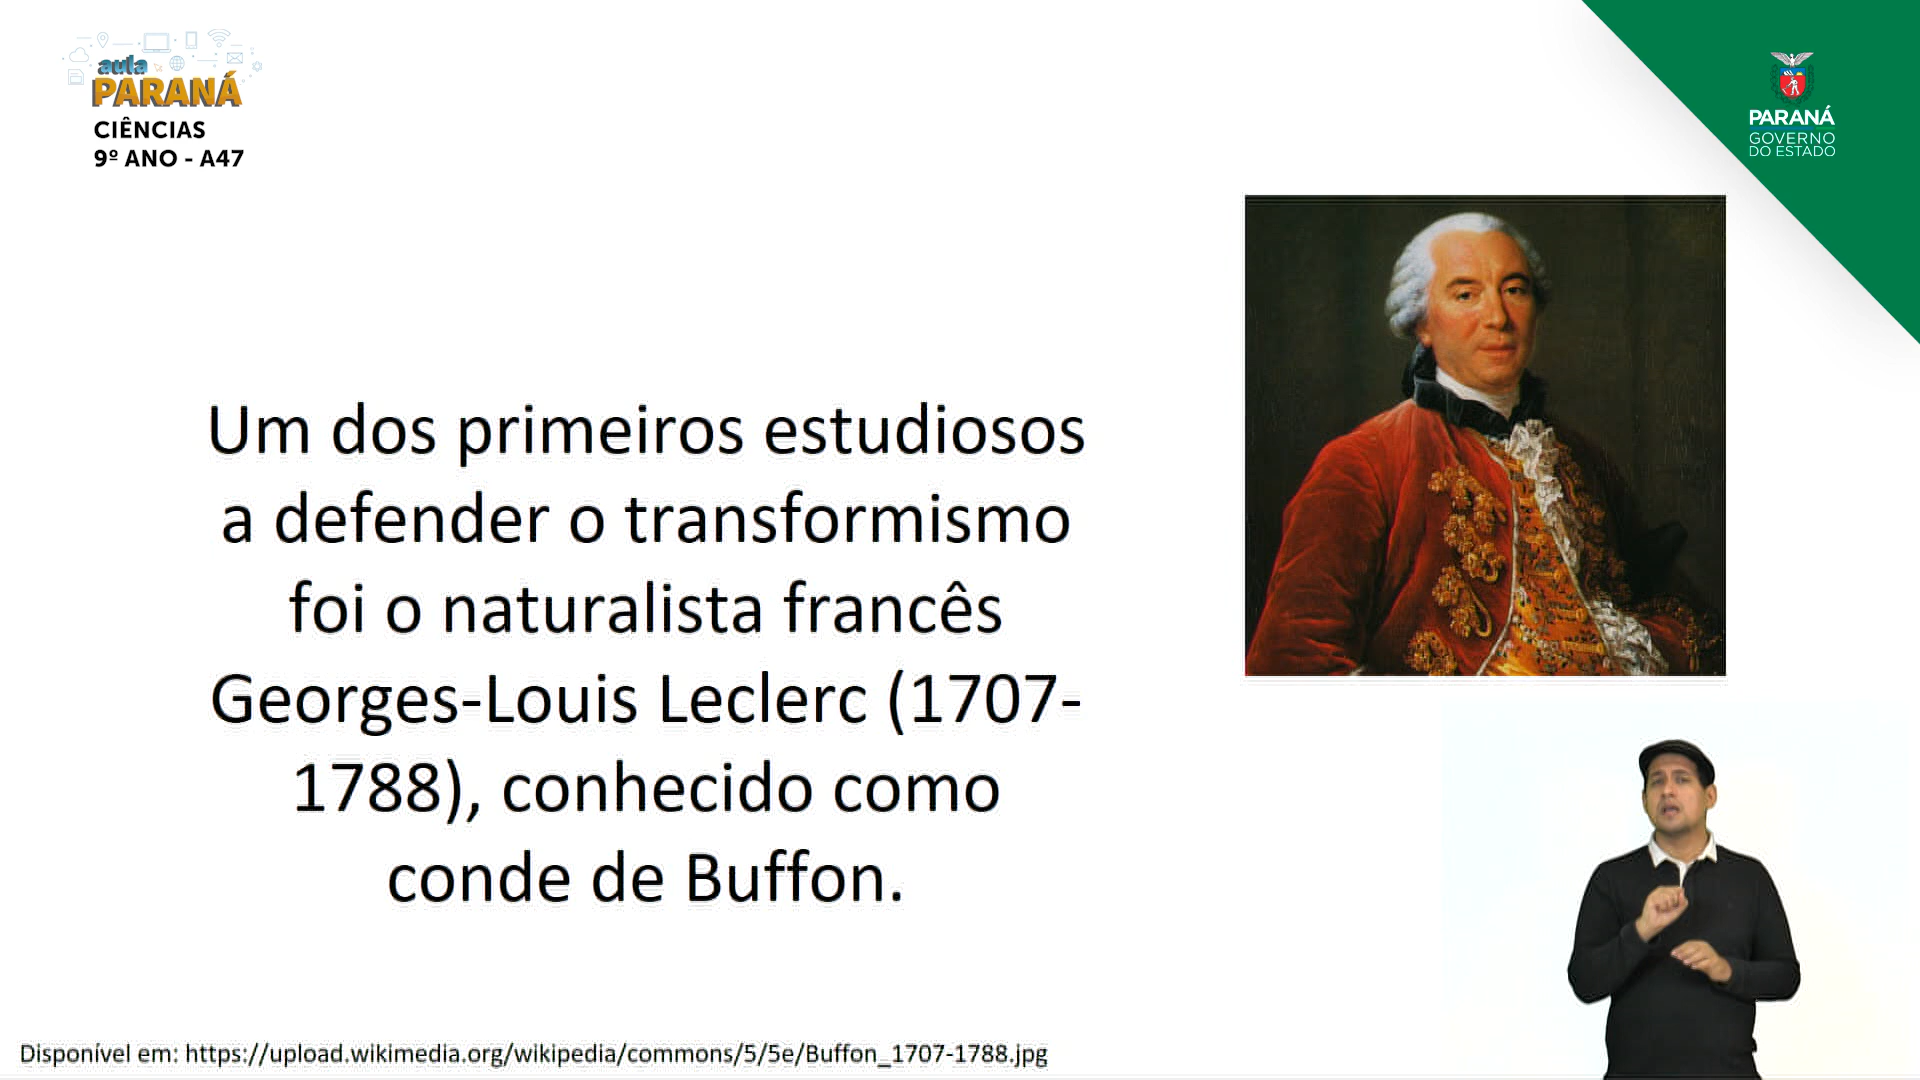 aula
PARANÁ
CIÊNCIAS
9º ANO - A47
PARANÁ
GOVERNO
DO ESTADO
Um dos primeiros estudiosos
a defender o transformismo
foi o naturalista francês
Georges-Louis Leclerc (1707-
1788), conhecido como
conde de Buffon.
Disponível em: https://upload.wikimedia.org/wikipedia/commons/5/5e/Buffon_1707-1788.jpg